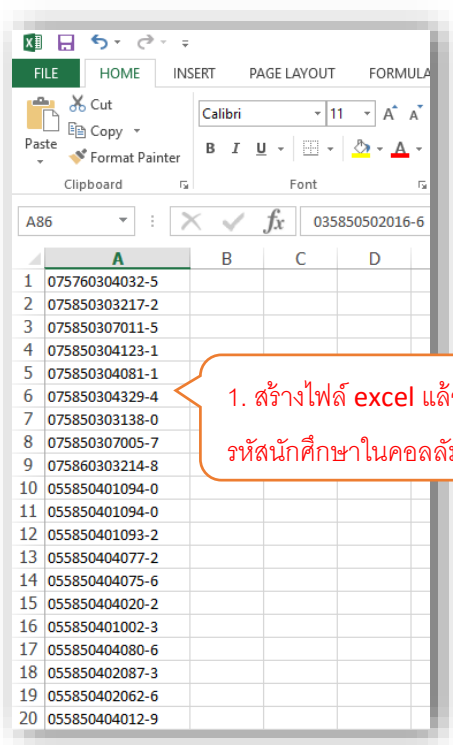 FILE HOME INSERT PAGE LAYOUT FORMULA
Cut
Copy
Paste
Format Painter
Calibri 11 A A
B I U A
Clipboard Font
A86 fx 035850502016-6
A B C D
1 075760304032-5
2 075850303217-2
3 075850307011-5
4 075850304123-1
5 075850304081-1
6 075850304329-4
7 075850303138-0
8 075850307005-7
9 075860303214-8
10 055850401094-0
11 055850401094-0
12 055850401093-2
13 055850404077-2
14 055850404075-6
15 055850404020-2
16 055850401002-3
17 055850404080-6
18 055850402087-3
19 055850402062-6
20 055850404012-9
1. สร้างไฟล์ excel
รหัสนักศึกษาในคอลลัม